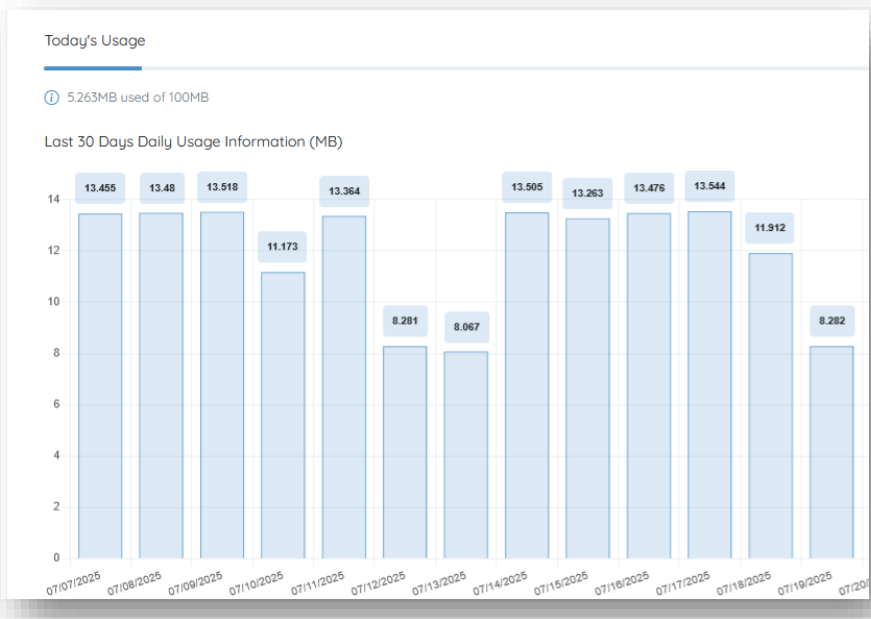 Today's Usage
5.263MB used of 100MB
Last 30 Days Daily Usage Information (MB)
13.455 13.48 13.518 11.173 13.364 8.281 8.067 13.505 13.263 13.476 13.544 11.912 8.282
14
12
10
8
6
4
2
0
07/07/2025 07/08/2025 07/09/2025 07/10/2025 07/11/2025 07/12/2025 07/13/2025 07/14/2025 07/15/2025 07/16/2025 07/17/2025 07/18/2025 07/19/2025 07/20/